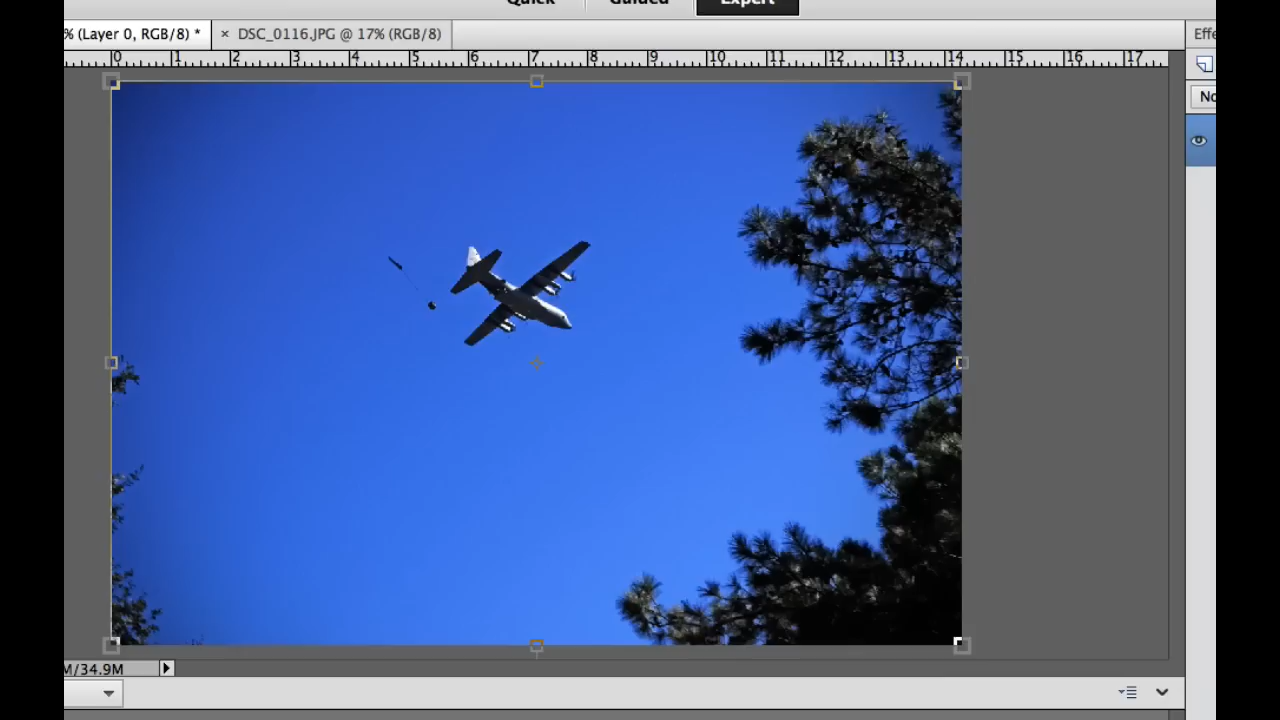 Quick Guided Expert
% (Layer 0, RGB/8) * × DSC_0116.JPG @ 17% (RGB/8)
Effe
0 1 2 3 4 5 6 7 8 9 10 11 12 13 14 15 16 17
No
M/34.9M